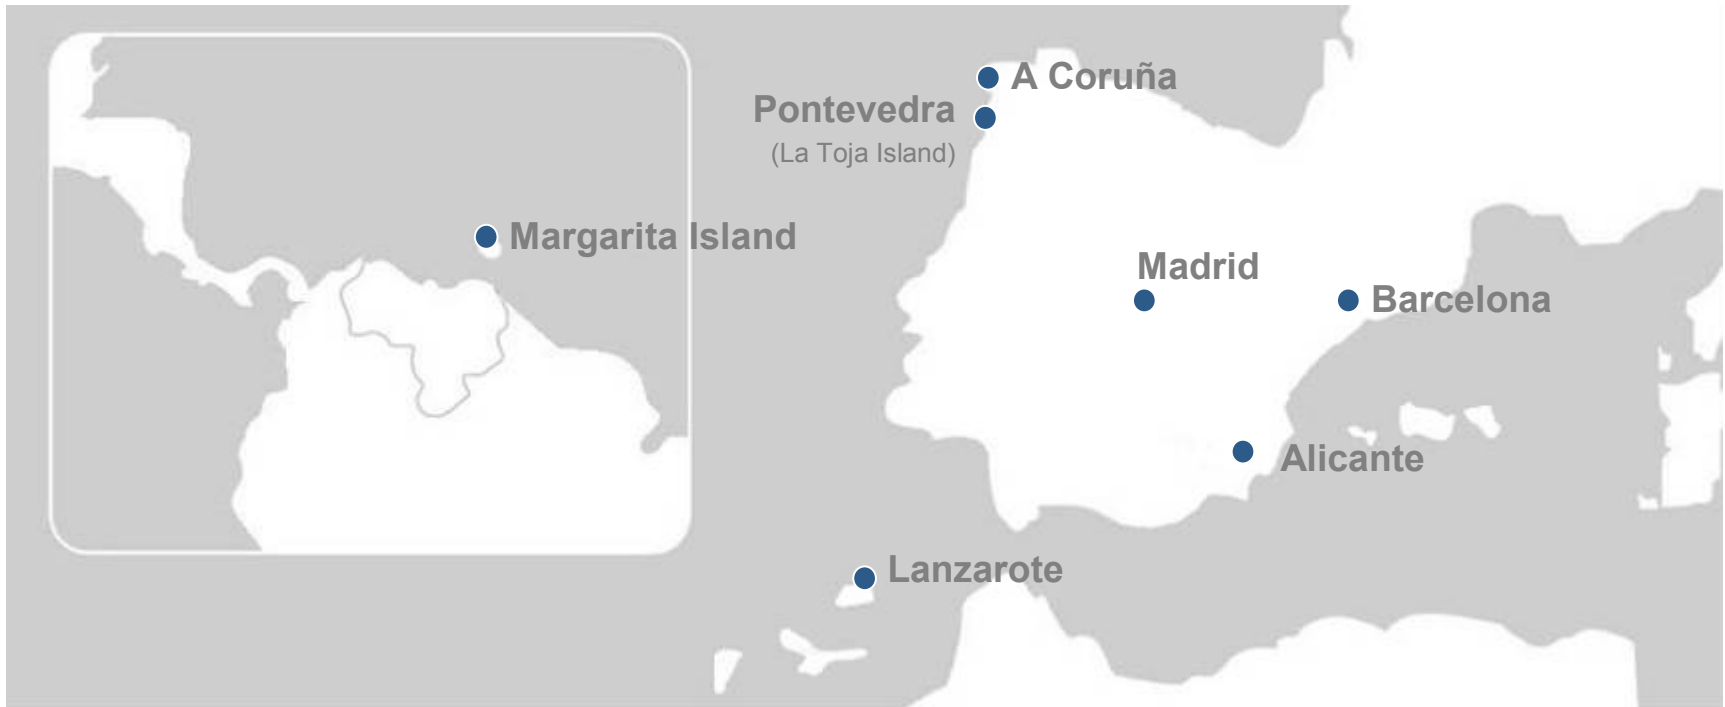 A Coruña
Pontevedra
(La Toja Island)
Margarita Island
Madrid
Barcelona
Alicante
Lanzarote